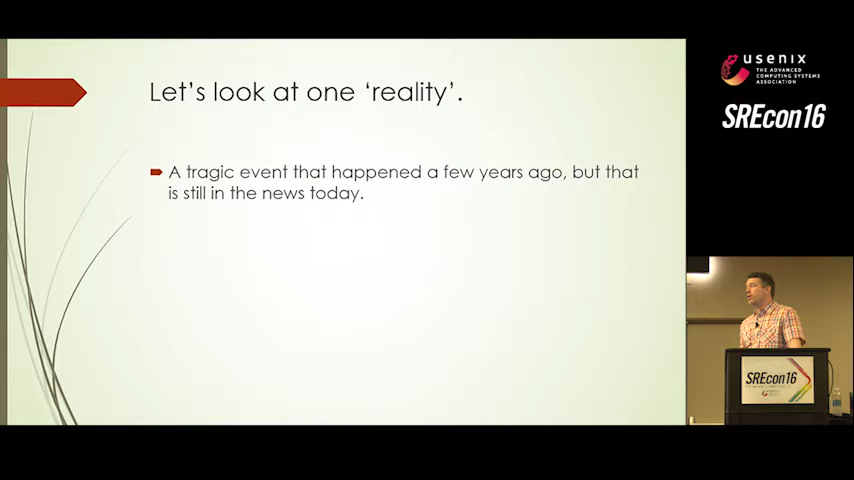 Let's look at one 'reality'.
A tragic event that happened a few years ago, but that
is still in the news today.
usenix
THE ADVANCED
COMPUTING SYSTEMS
ASSOCIATION
SREcon16
SREcon16